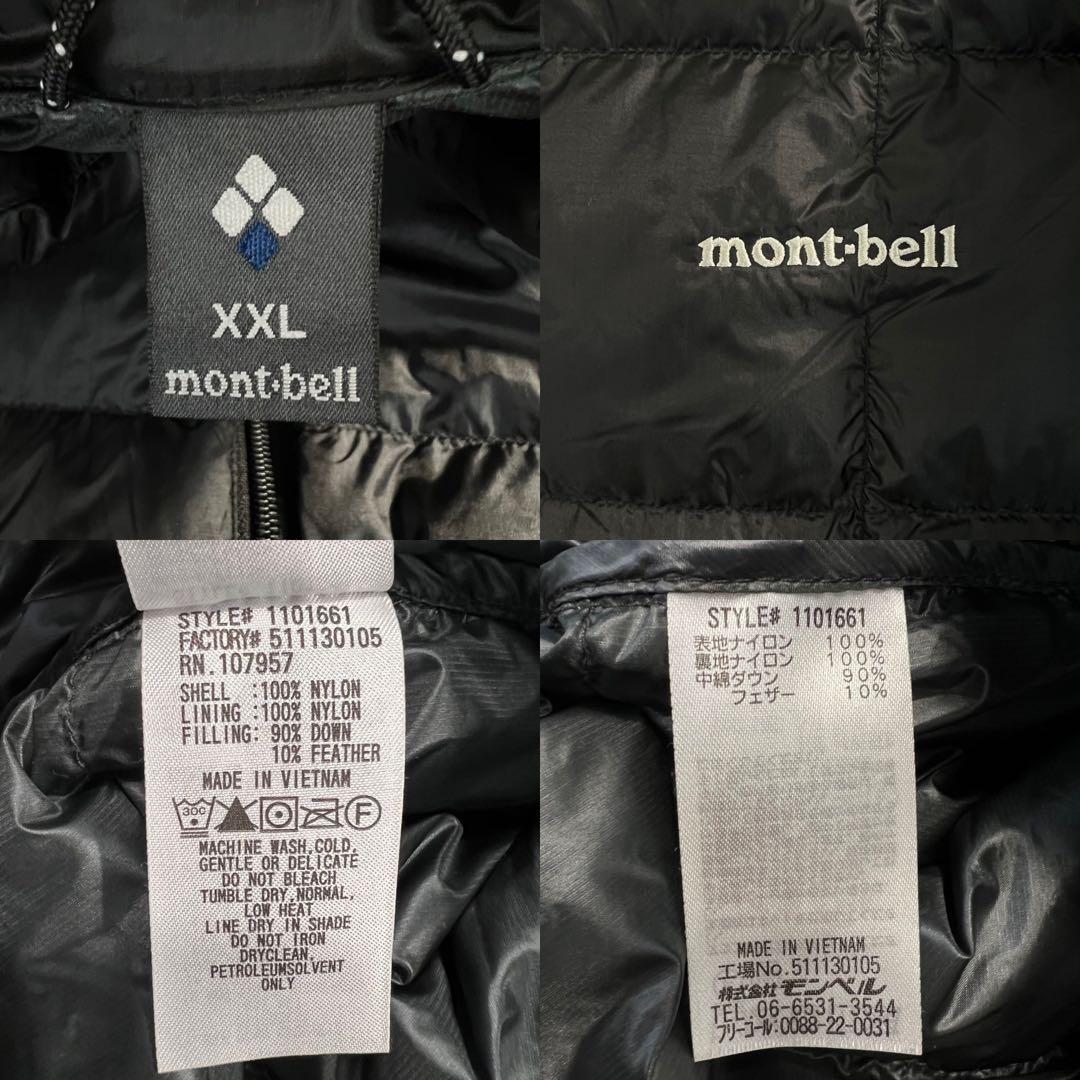 XXL
mont·bell
mont-bell
STYLE# 1101661
FACTORY# 511130105
RN.107957
SHELL :100% NYLON
LINING :100% NYLON
FILLING: 90% DOWN
10% FEATHER
MADE IN VIETNAM
30C
F
MACHINE WASH,COLD,
GENTLE OR DELICATE
DO NOT BLEACH
TUMBLE DRY,NORMAL,
LOW HEAT
LINE DRY IN SHADE
DO NOT IRON
DRYCLEAN,
PETROLEUMSOLVENT
ONLY
STYLE# 1101661
表地ナイロン 100%
裏地ナイロン 100%
中綿ダウン 90%
フェザー 10%
MADE IN VIETNAM
工場No.511130105
株式会社モンベル
TEL.06-6531-3544
フリーコール:0088-22-0031